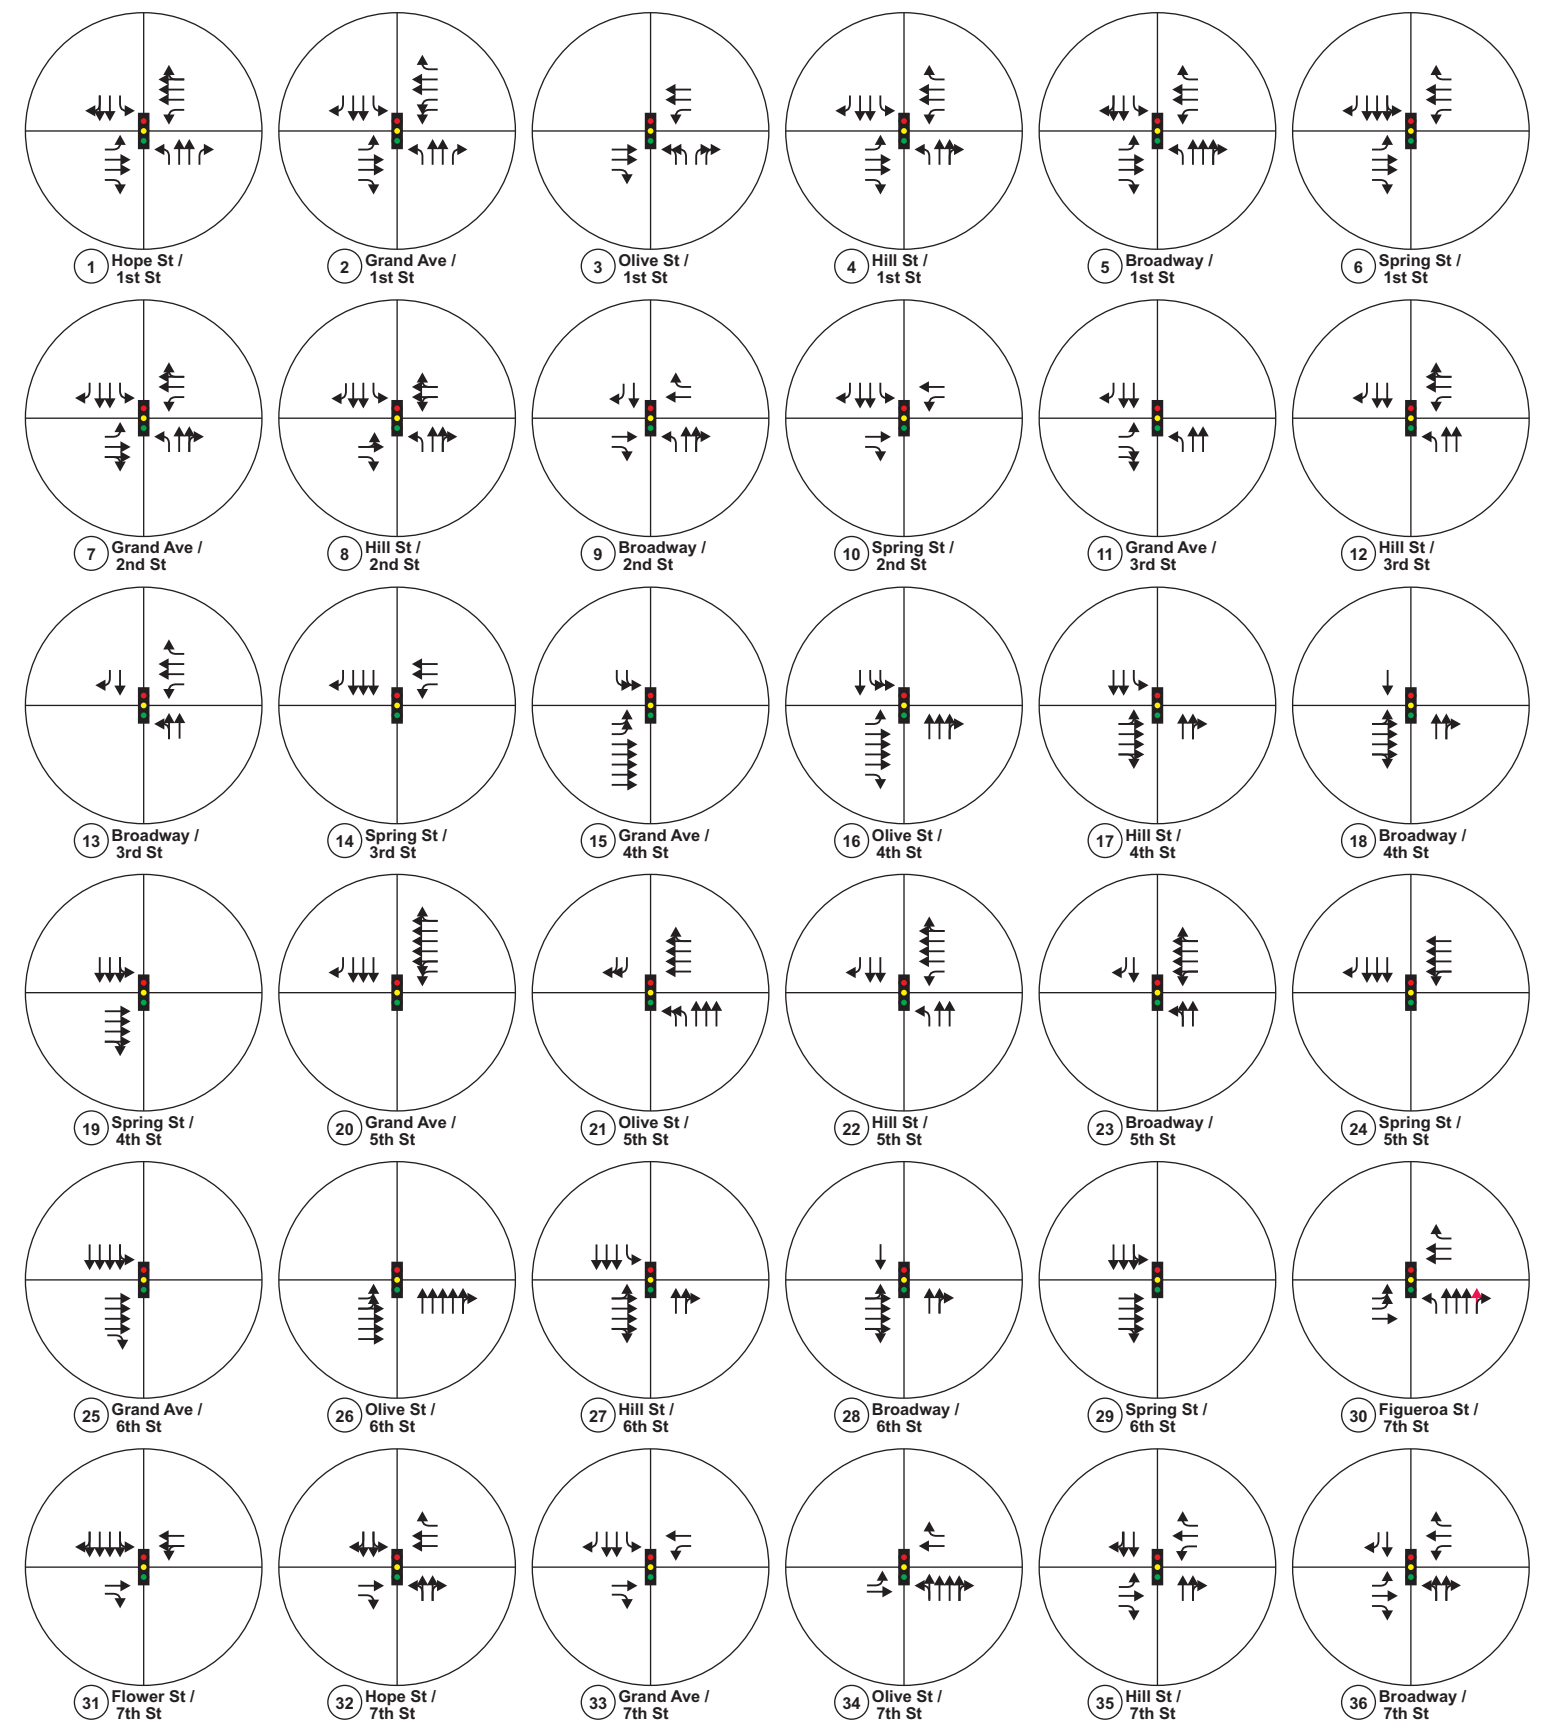 1 Hope St /
1st St
2 Grand Ave /
1st St
3 Olive St /
1st St
4 Hill St /
1st St
5 Broadway /
1st St
6 Spring St /
1st St
7 Grand Ave /
2nd St
8 Hill St /
2nd St
9 Broadway /
2nd St
10 Spring St /
2nd St
11 Grand Ave /
3rd St
12 Hill St /
3rd St
13 Broadway /
3rd St
14 Spring St /
3rd St
15 Grand Ave /
4th St
16 Olive St /
4th St
17 Hill St /
4th St
18 Broadway /
4th St
19 Spring St /
4th St
20 Grand Ave /
5th St
21 Olive St /
5th St
22 Hill St /
5th St
23 Broadway /
5th St
24 Spring St /
5th St
25 Grand Ave /
6th St
26 Olive St /
6th St
27 Hill St /
6th St
28 Broadway /
6th St
29 Spring St /
6th St
30 Figueroa St /
7th St
31 Flower St /
7th St
32 Hope St /
7th St
33 Grand Ave /
7th St
34 Olive St /
7th St
35 Hill St /
7th St
36 Broadway /
7th St